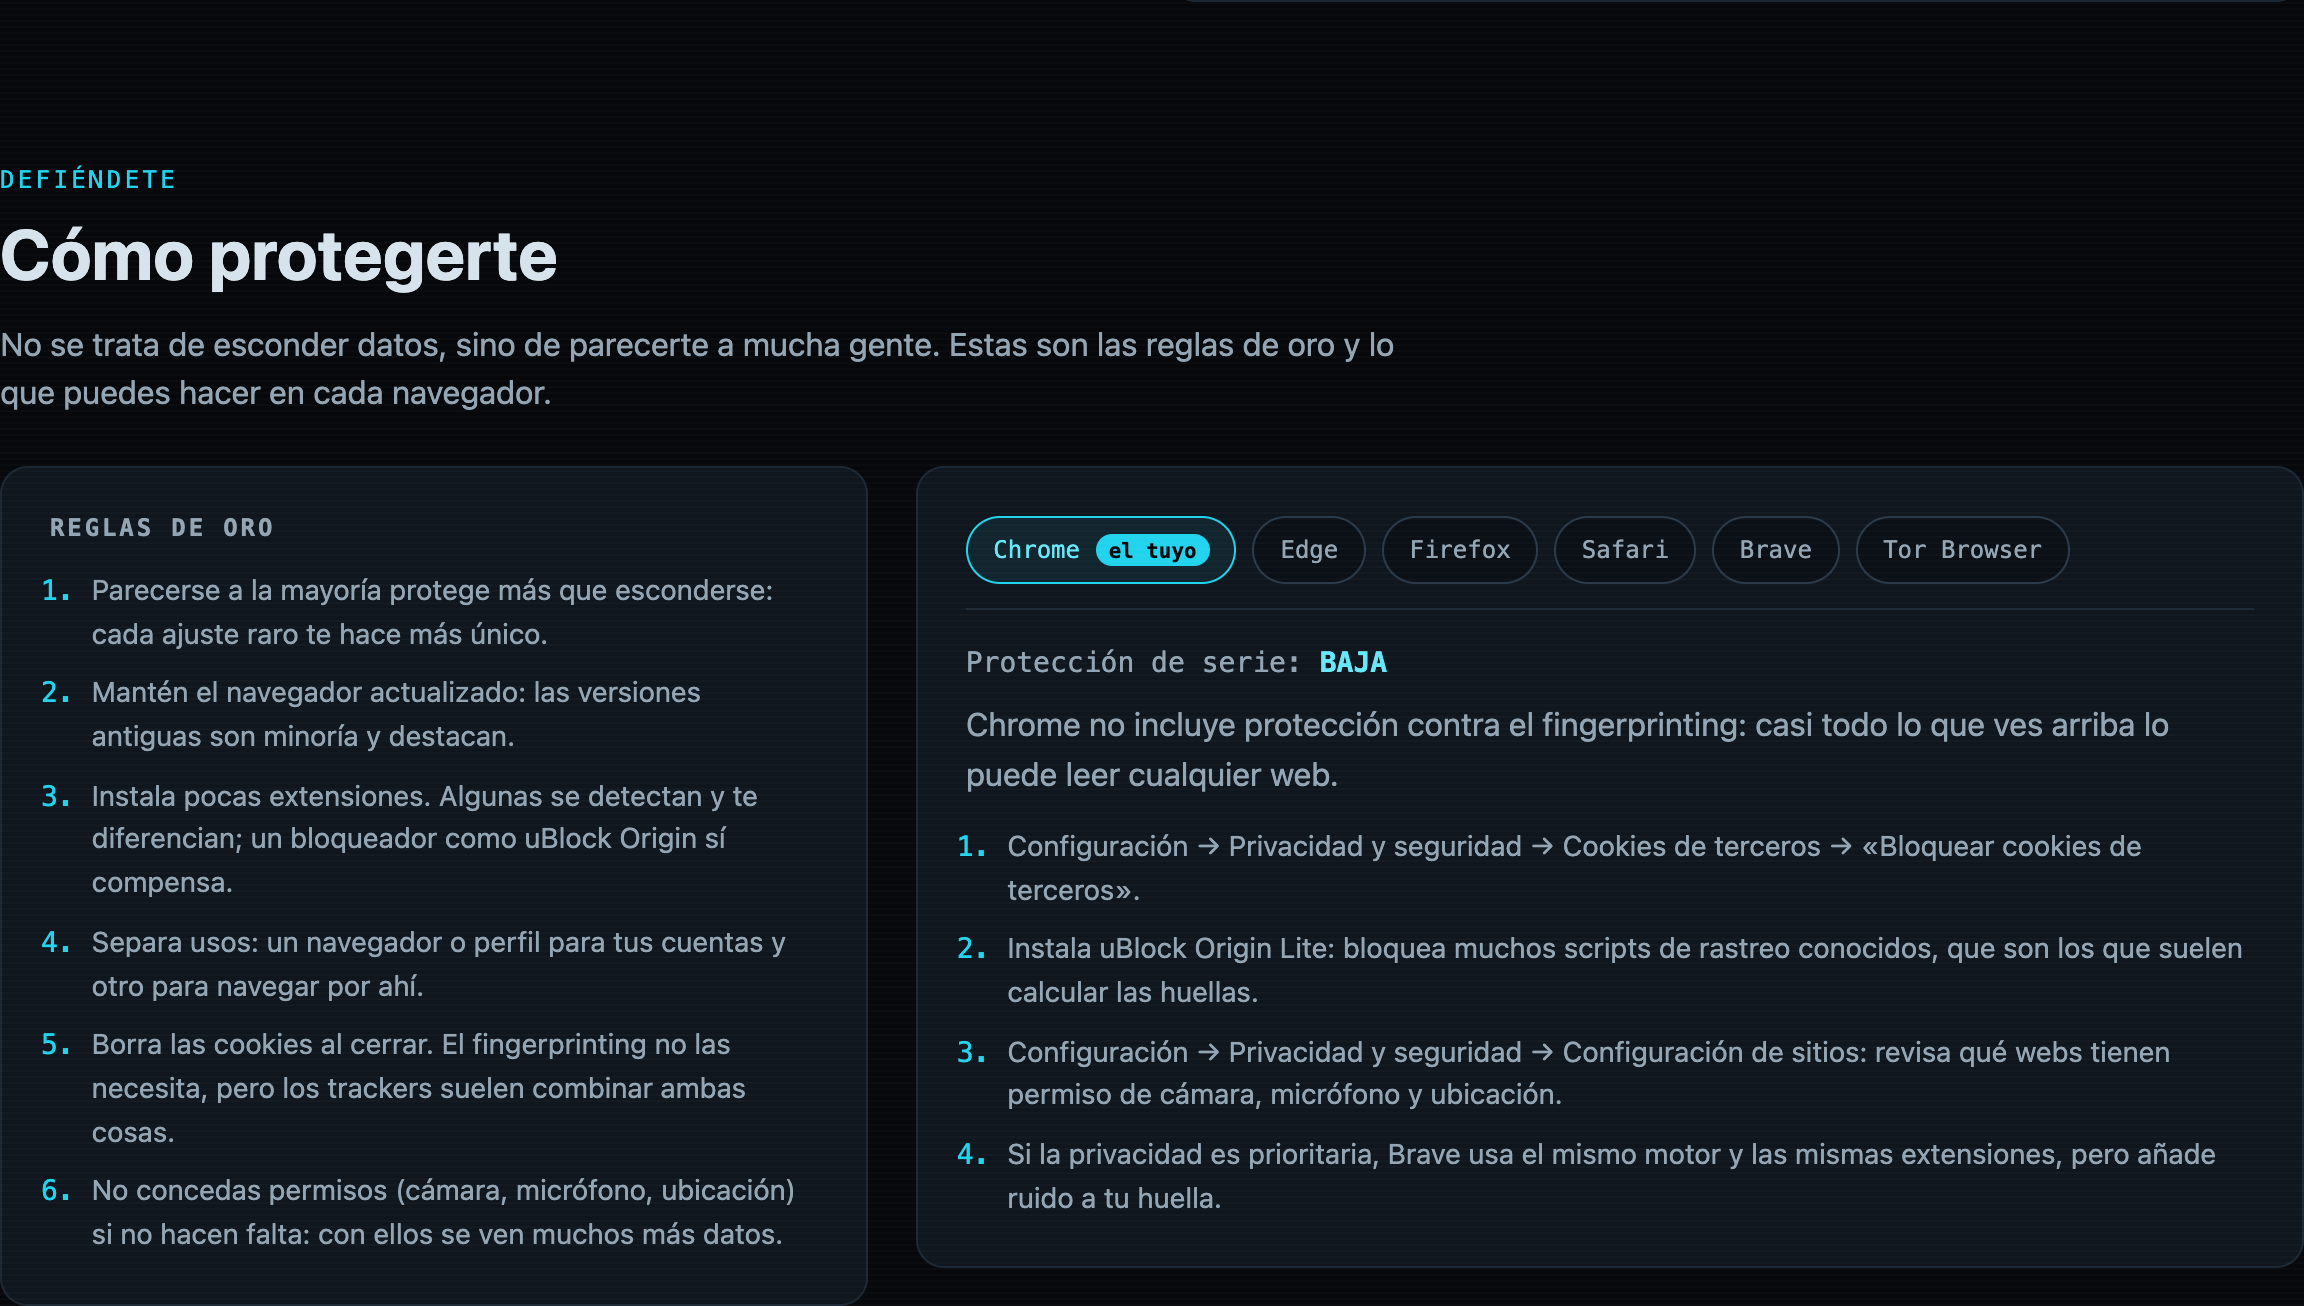 DEFIÉNDETE
Cómo protegerte
No se trata de esconder datos, sino de parecerte a mucha gente. Estas son las reglas de oro y lo
que puedes hacer en cada navegador.
REGLAS DE ORO
1. Parecerse a la mayoría protege más que esconderse:
cada ajuste raro te hace más único.
2. Mantén el navegador actualizado: las versiones
antiguas son minoría y destacan.
3. Instala pocas extensiones. Algunas se detectan y te
diferencian; un bloqueador como uBlock Origin sí
compensa.
4. Separa usos: un navegador o perfil para tus cuentas y
otro para navegar por ahí.
5. Borra las cookies al cerrar. El fingerprinting no las
necesita, pero los trackers suelen combinar ambas
cosas.
6. No concedas permisos (cámara, micrófono, ubicación)
si no hacen falta: con ellos se ven muchos más datos.
Chrome el tuyo Edge Firefox Safari Brave Tor Browser
Protección de serie: BAJA
Chrome no incluye protección contra el fingerprinting: casi todo lo que ves arriba lo
puede leer cualquier web.
1. Configuración → Privacidad y seguridad → Cookies de terceros → «Bloquear cookies de
terceros».
2. Instala uBlock Origin Lite: bloquea muchos scripts de rastreo conocidos, que son los que suelen
calcular las huellas.
3. Configuración → Privacidad y seguridad → Configuración de sitios: revisa qué webs tienen
permiso de cámara, micrófono y ubicación.
4. Si la privacidad es prioritaria, Brave usa el mismo motor y las mismas extensiones, pero añade
ruido a tu huella.